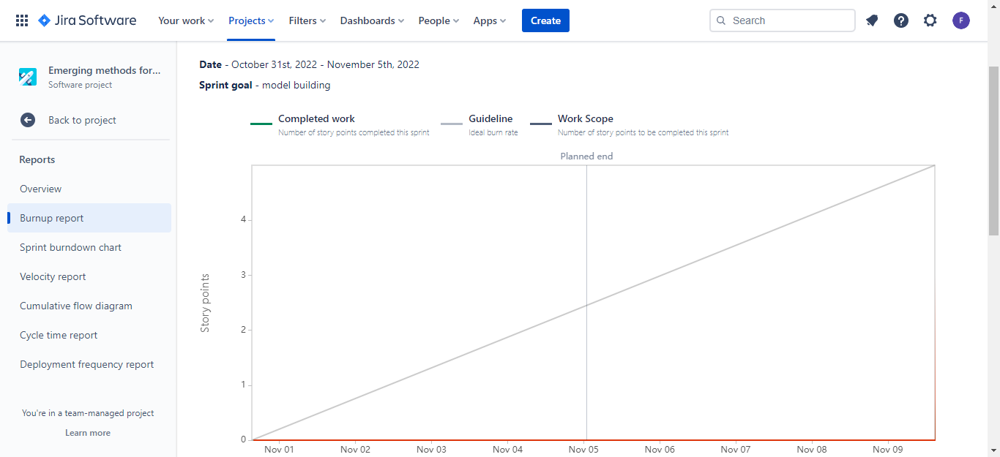 Jira Software
Your work
Projects
Filters
Dashboards
People
Apps
Create
Search
F
Emerging methods for...
Software project
Back to project
Reports
Overview
Burnup report
Sprint burndown chart
Velocity report
Cumulative flow diagram
Cycle time report
Deployment frequency report
You're in a team-managed project
Learn more
Date - October 31st, 2022 - November 5th, 2022
Sprint goal - model building
Completed work
Number of story points completed this sprint
Guideline
Ideal burn rate
Work Scope
Number of story points to be completed this sprint
Planned end
Story points
4
3
2
1
0
Nov 01 Nov 02 Nov 03 Nov 04 Nov 05 Nov 06 Nov 07 Nov 08 Nov 09